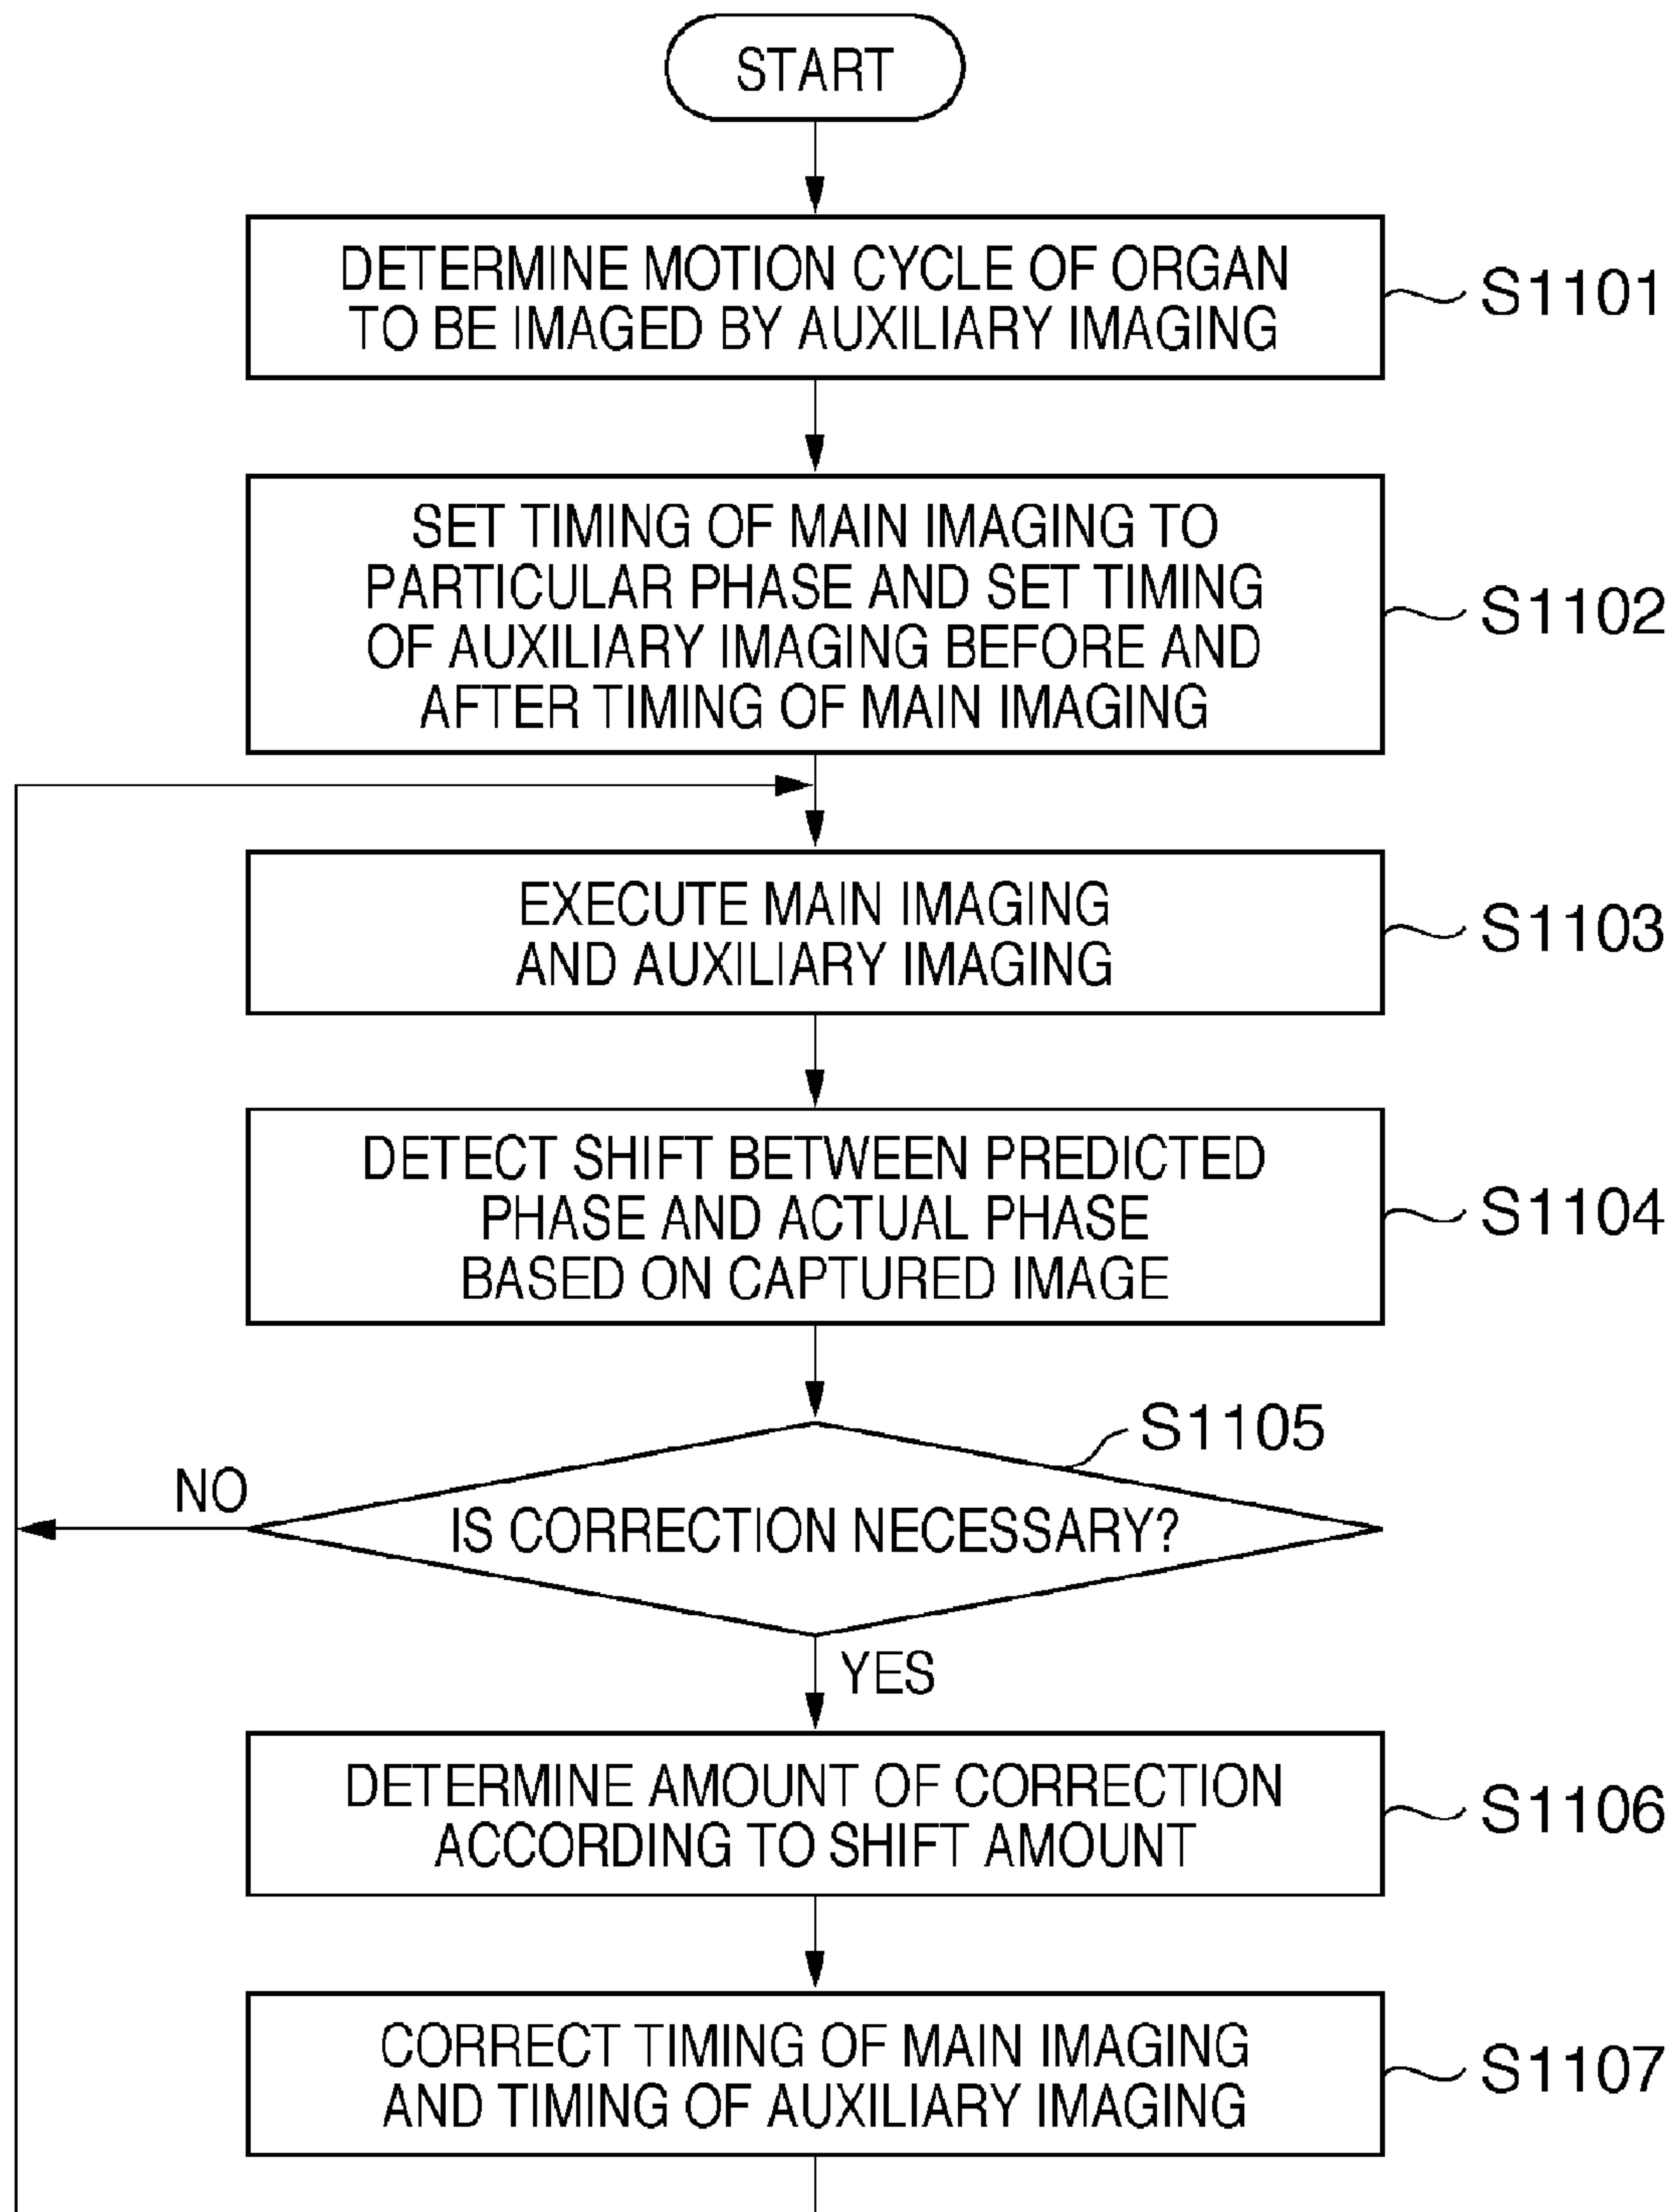 START
DETERMINE MOTION CYCLE OF ORGAN
TO BE IMAGED BY AUXILIARY IMAGING
S1101
SET TIMING OF MAIN IMAGING TO
PARTICULAR PHASE AND SET TIMING
OF AUXILIARY IMAGING BEFORE AND
AFTER TIMING OF MAIN IMAGING
S1102
EXECUTE MAIN IMAGING
AND AUXILIARY IMAGING
S1103
DETECT SHIFT BETWEEN PREDICTED
PHASE AND ACTUAL PHASE
BASED ON CAPTURED IMAGE
S1104
S1105
NO
IS CORRECTION NECESSARY?
YES
DETERMINE AMOUNT OF CORRECTION
ACCORDING TO SHIFT AMOUNT
S1106
CORRECT TIMING OF MAIN IMAGING
AND TIMING OF AUXILIARY IMAGING
S1107